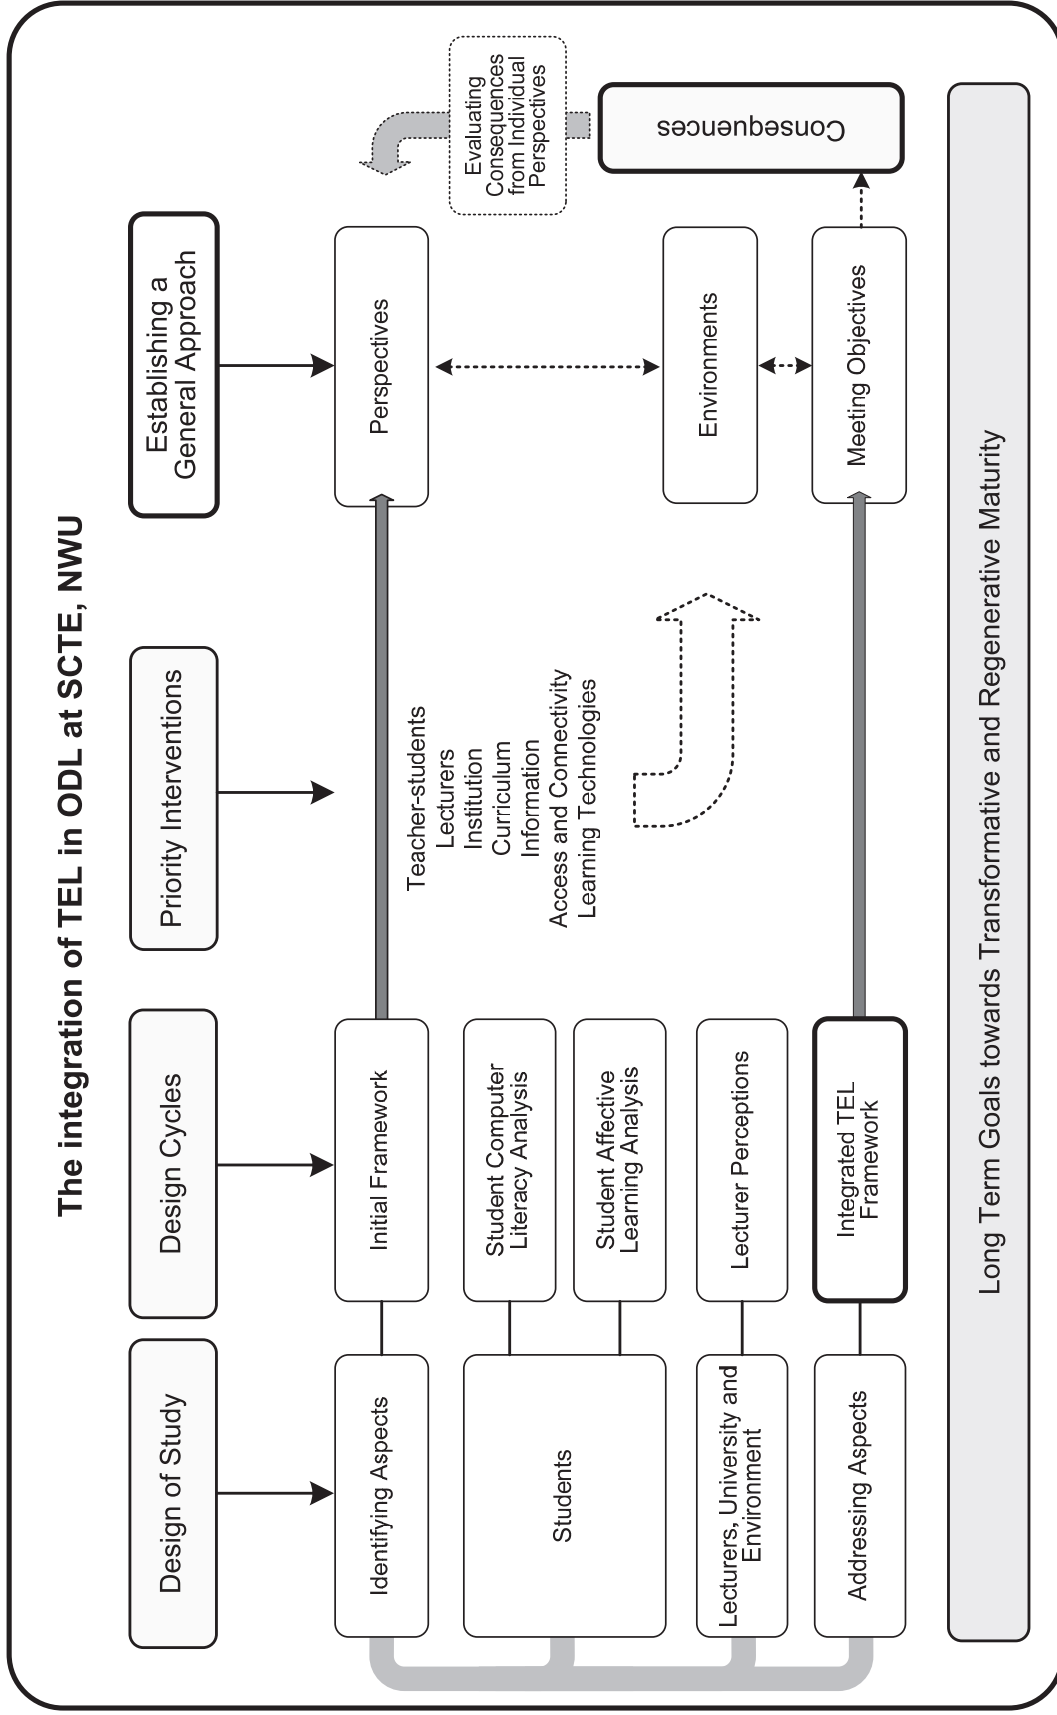 The integration of TEL in ODL at SCTE, NWU
Design of Study
Design Cycles
Priority Interventions
Establishing a
General Approach
Identifying Aspects
Initial Framework
Perspectives
Teacher-students
Lecturers
Institution
Curriculum
Information
Access and Connectivity
Learning Technologies
Students
Student Computer
Literacy Analysis
Student Affective
Learning Analysis
Evaluating
Consequences
from Individual
Perspectives
Lecturers, University and
Environment
Lecturer Perceptions
Environments
Addressing Aspects
Integrated TEL
Framework
Meeting Objectives
Consequences
Long Term Goals towards Transformative and Regenerative Maturity